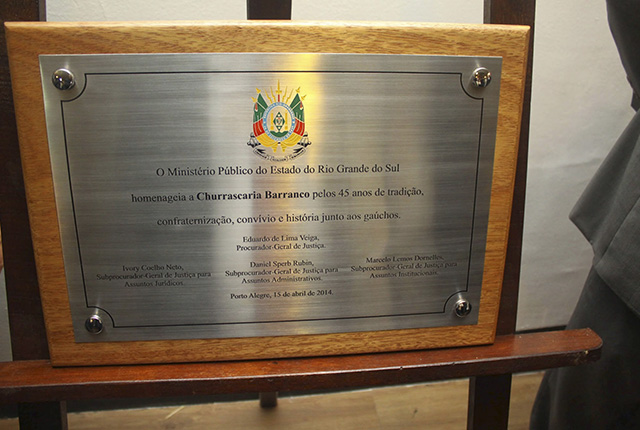 O Ministério Público do Estado do Rio Grande do Sul
homenageia a Churrascaria Barranco pelos 45 anos de tradição,
confraternização, convívio e história junto aos gaúchos.
Eduardo de Lima Veiga,
Procurador-Geral de Justiça.
Ivory Coelho Neto,
Subprocurador-Geral de Justiça para
Assuntos Jurídicos.
Daniel Sperb Rubin,
Subprocurador-Geral de Justiça para
Assuntos Administrativos.
Marcelo Lemos Dornelles,
Subprocurador-Geral de Justiça para
Assuntos Institucionais.
Porto Alegre, 15 de abril de 2014.